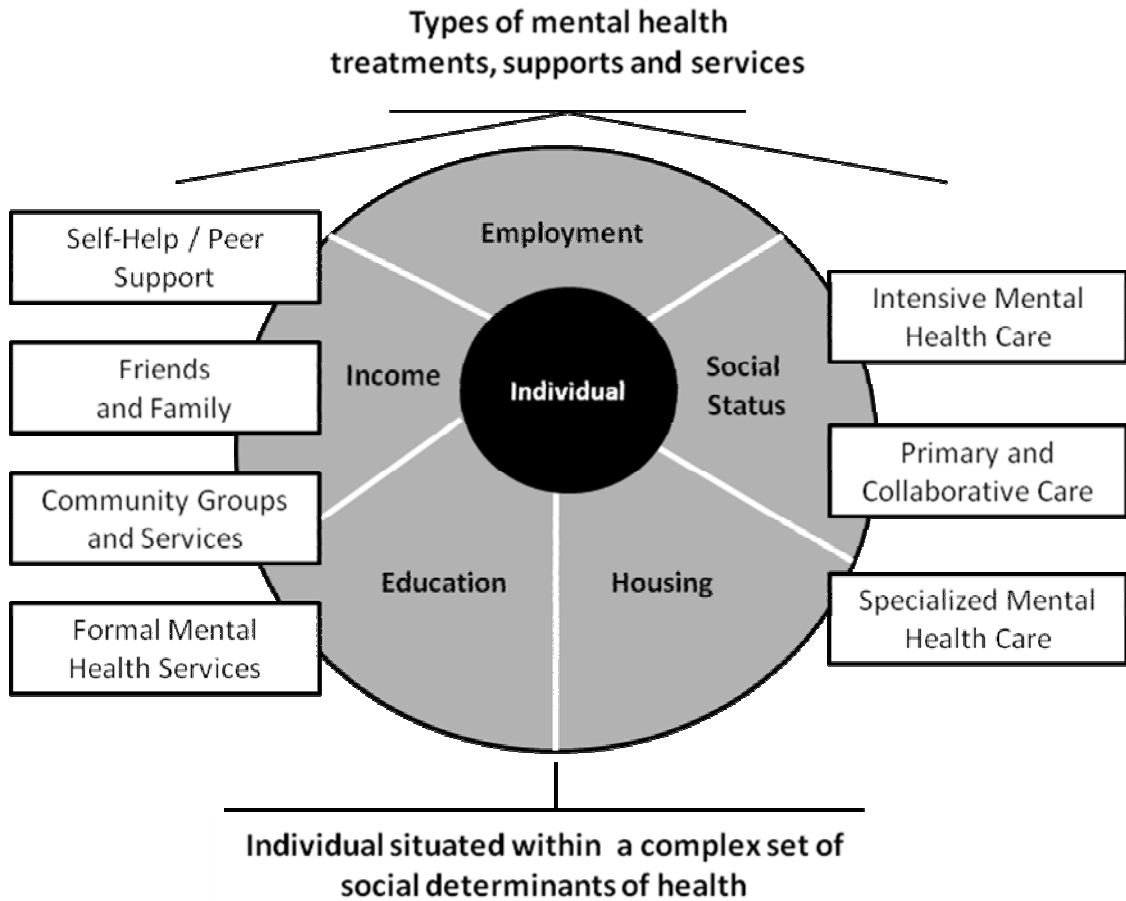 Types of mental health
treatments, supports and services
Self-Help / Peer
Support
Friends
and Family
Community Groups
and Services
Formal Mental
Health Services
Employment
Income
Individual
Social
Status
Education
Housing
Intensive Mental
Health Care
Primary and
Collaborative Care
Specialized Mental
Health Care
Individual situated within a complex set of
social determinants of health